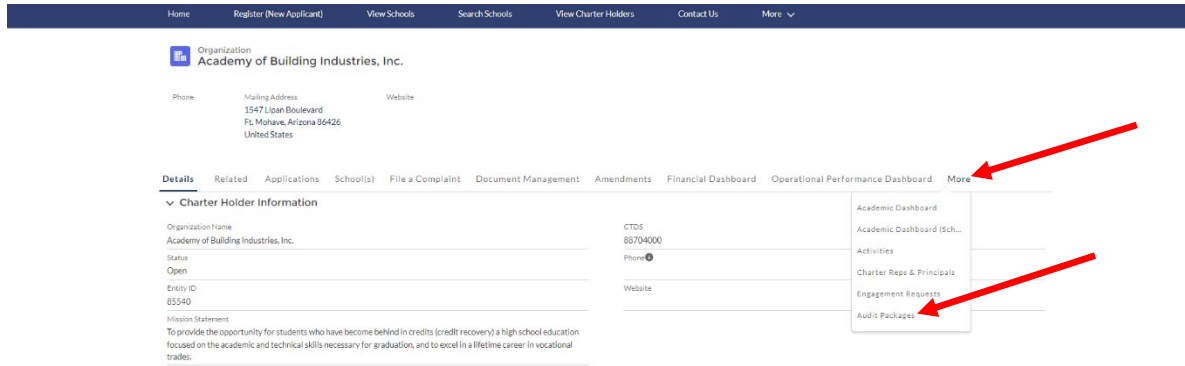 Home Register (New Applicant) View Schools Search Schools View Charter Holders Contact Us More
Organization
Academy of Building Industries, Inc.
Phone Mailing Address Website
1547 Lipan Boulevard
Ft. Mohave, Arizona 86426
United States
Details Related Applications School(s) File a Complaint Document Management Amendments Financial Dashboard Operational Performance Dashboard More
Charter Holder Information
Academic Dashboard
Academic Dashboard (Sch...
Activities
Charter Reps & Principals
Engagement Requests
Audit Packages
Organization Name CTDS
Academy of Building Industries, Inc. 88704000
Status Phone
Open
Entity ID Website
85540
Mission Statement
To provide the opportunity for students who have become behind in credits (credit recovery) a high school education
focused on the academic and technical skills necessary for graduation, and to excel in a lifetime career in vocational
trades.